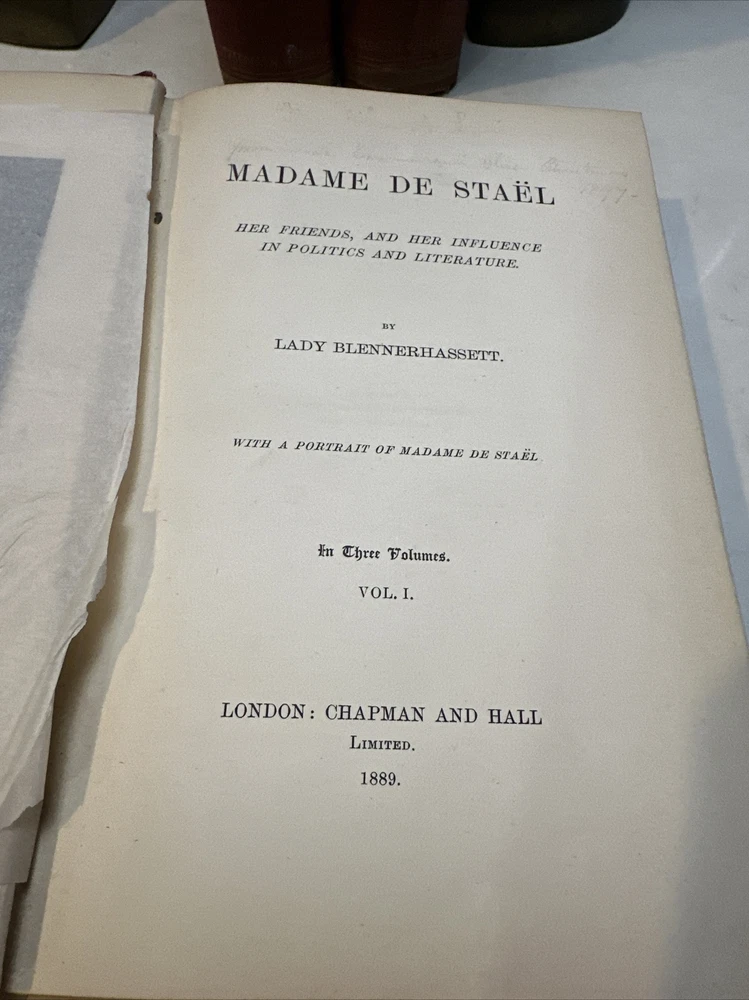 MADAME DE STAËL
HER FRIENDS, AND HER INFLUENCE
IN POLITICS AND LITERATURE.
BY
LADY BLENNERHASSETT.
WITH A PORTRAIT OF MADAME DE STAËL
In Three Volumes.
VOL. I.
LONDON: CHAPMAN AND HALL
LIMITED.
1889.